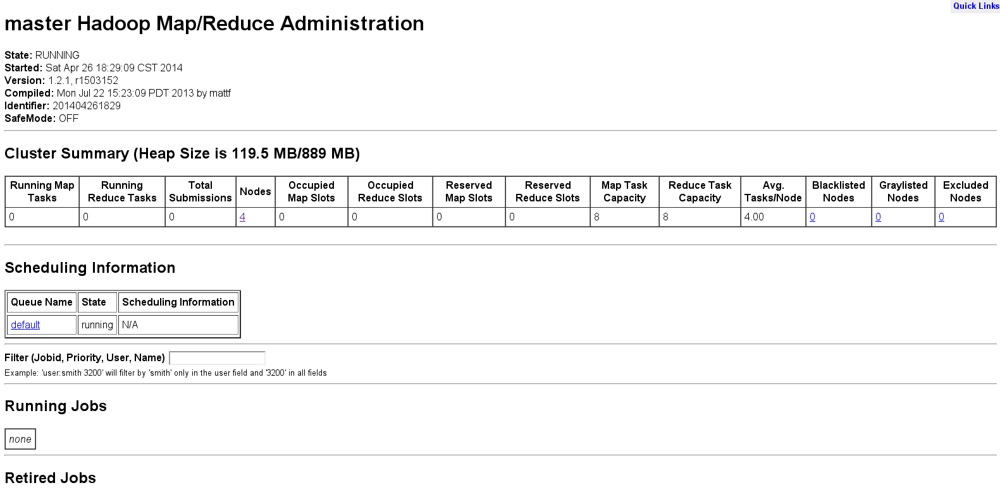 Quick Links
master Hadoop Map/Reduce Administration
State: RUNNING
Started: Sat Apr 26 18:29:09 CST 2014
Version: 1.2.1, r1503152
Compiled: Mon Jul 22 15:23:09 PDT 2013 by mattf
Identifier: 201404261829
SafeMode: OFF
Cluster Summary (Heap Size is 119.5 MB/889 MB)
Running Map Tasks Running Reduce Tasks Total Submissions Nodes Occupied Map Slots Occupied Reduce Slots Reserved Map Slots Reserved Reduce Slots Map Task Capacity Reduce Task Capacity Avg. Tasks/Node Blacklisted Nodes Graylisted Nodes Excluded Nodes
0 0 0 4 0 0 0 0 8 8 4.00 0 0 0
Scheduling Information
Queue Name State Scheduling Information
default running N/A
Filter (Jobid, Priority, User, Name)
Example: 'user:smith 3200' will filter by 'smith' only in the user field and '3200' in all fields
Running Jobs
none
Retired Jobs